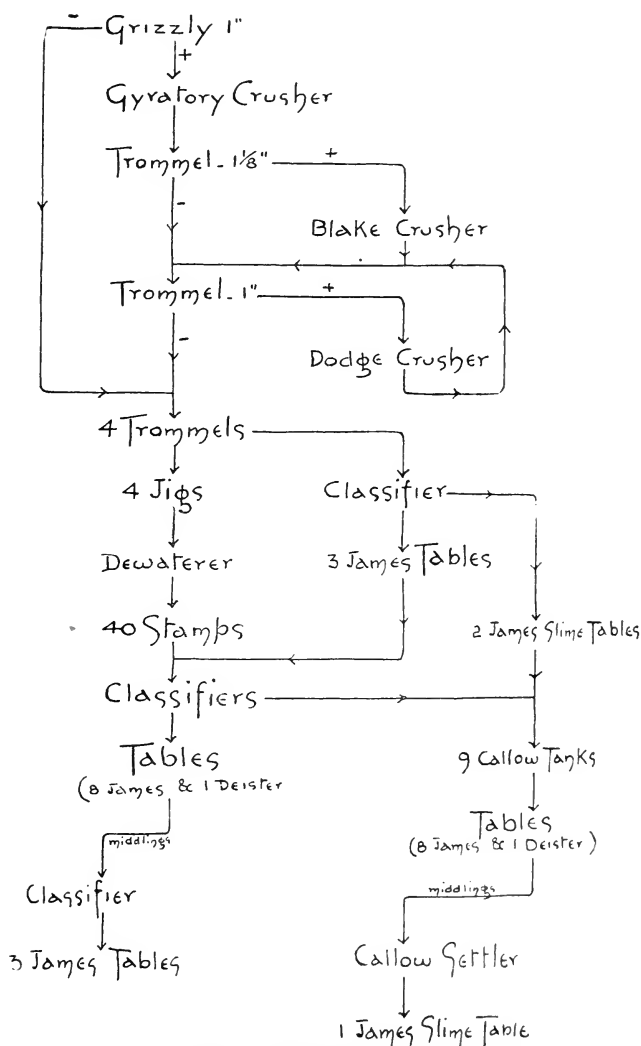 - Grizzly 1"
+
Gyratory Crusher
Trommel - 1 1/8" +
-
Blake Crusher
Trommel - 1" +
-
Dodge Crusher
4 Trommels
4 Jigs Classifier
Dewaterer 3 James Tables
40 Stamps 2 James Slime Tables
Classifiers
Tables 9 Callow Tanks
(8 James & 1 Deister
Tables
(8 James & 1 Deister)
middlings
middlings
Classifier
3 James Tables Callow Settler
1 James Slime Table